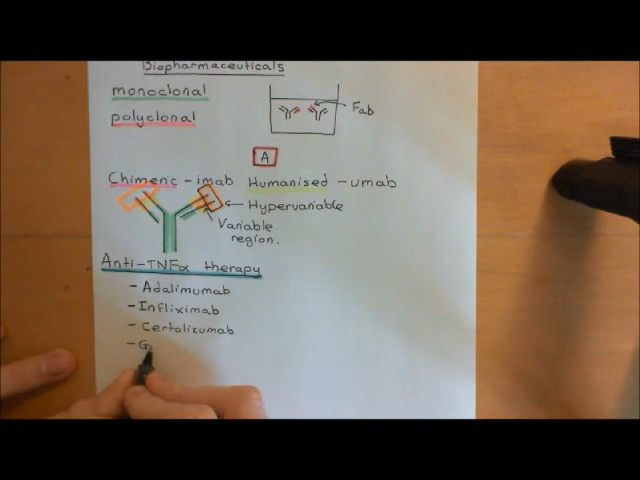 Biopharmaceuticals
monoclonal
polyclonal
Fab
A
Chimeric -imab Humanised -umab
Hypervariable
Variable
region.
Anti-TNFα therapy
- Adalimumab
- Infliximab
- Certolizumab
- G